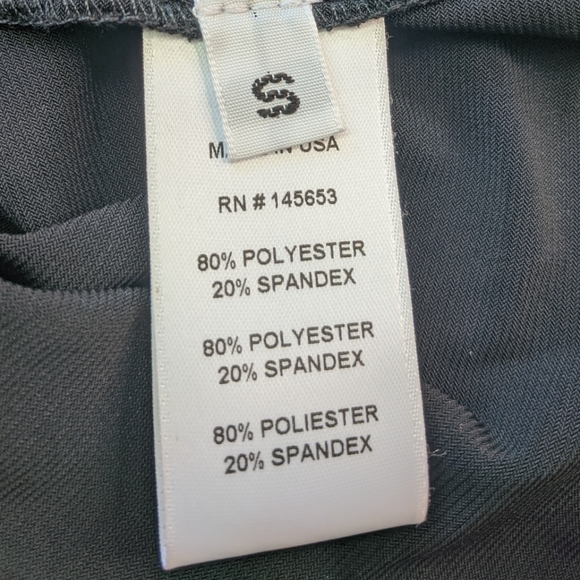 S
M IN USA
RN # 145653
80% POLYESTER
20% SPANDEX
80% POLYESTER
20% SPANDEX
80% POLIESTER
20% SPANDEX